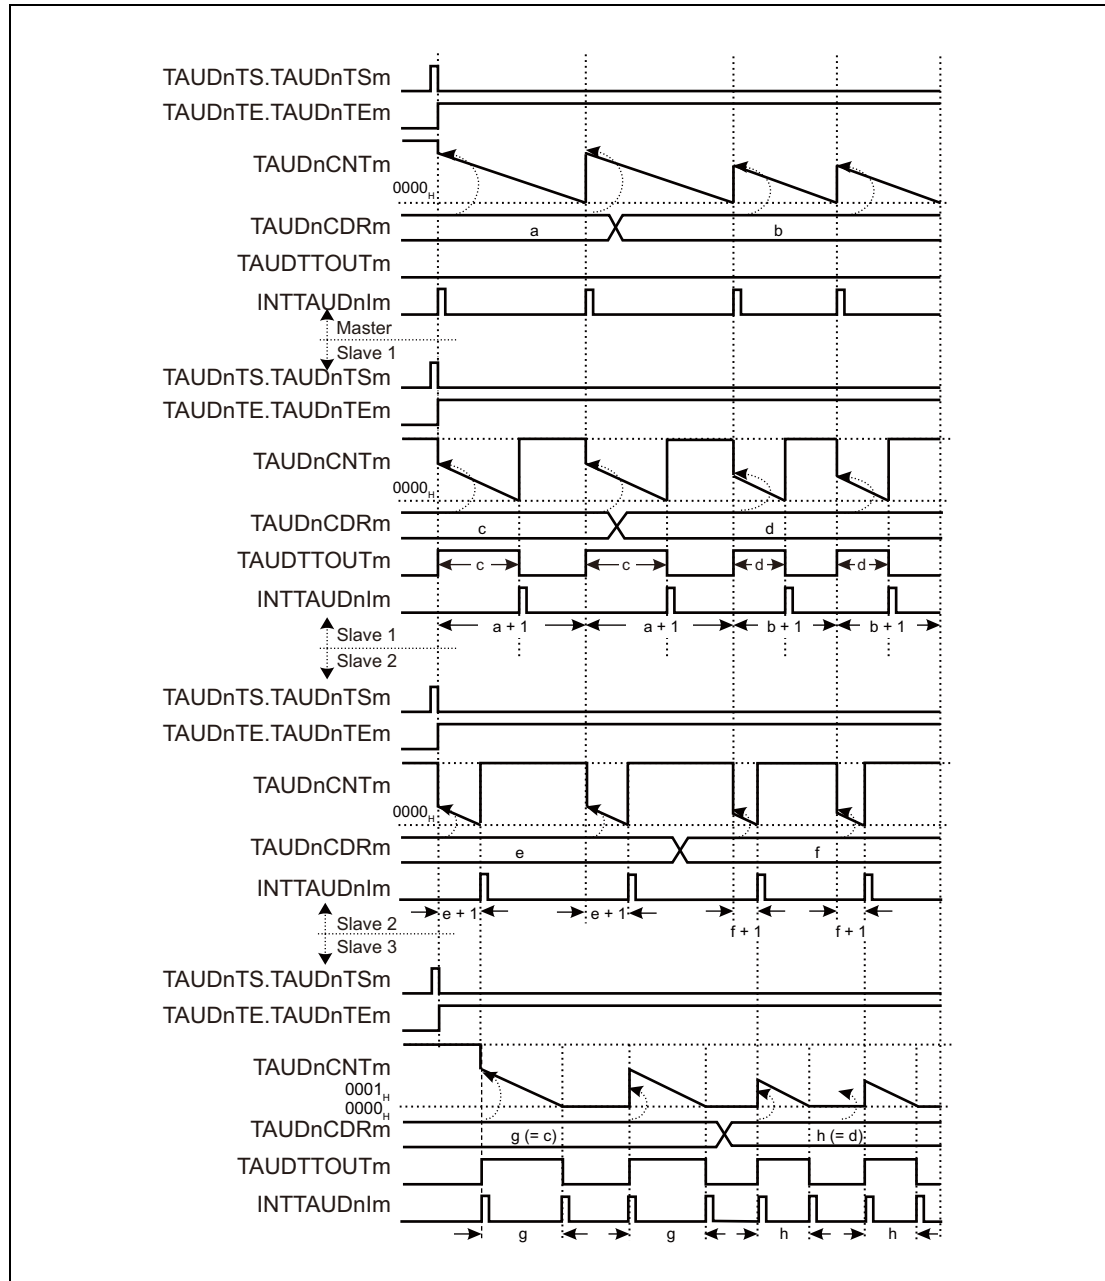 TAUDnTS.TAUDnTSm
TAUDnTE.TAUDnTEm
TAUDnCNTm
0000H
TAUDnCDRm
a b
TAUDTTOUTm
INTTAUDnIm
Master
Slave 1
TAUDnTS.TAUDnTSm
TAUDnTE.TAUDnTEm
TAUDnCNTm
0000H
TAUDnCDRm
c d
TAUDTTOUTm
c c d d
INTTAUDnIm
a + 1 a + 1 b + 1 b + 1
Slave 1
Slave 2
TAUDnTS.TAUDnTSm
TAUDnTE.TAUDnTEm
TAUDnCNTm
0000H
TAUDnCDRm
e f
INTTAUDnIm
e + 1 e + 1 f + 1 f + 1
Slave 2
Slave 3
TAUDnTS.TAUDnTSm
TAUDnTE.TAUDnTEm
TAUDnCNTm
0001H
0000H
TAUDnCDRm
g (= c) h (= d)
TAUDTTOUTm
INTTAUDnIm
g g h h